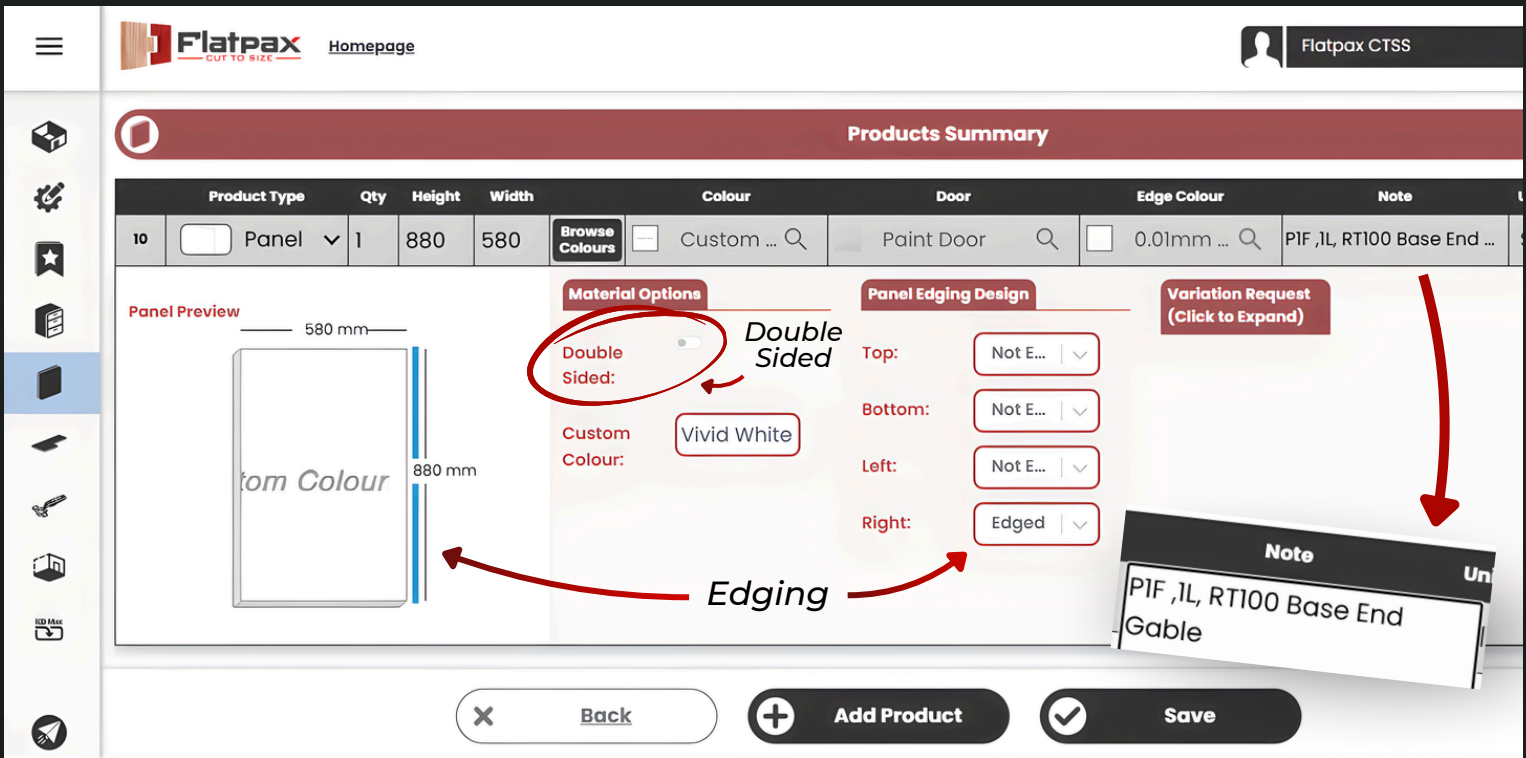 Flatpax
CUT TO SIZE
Homepage
Flatpax CTSS
Products Summary
Product Type Qty Height Width Colour Door Edge Colour Note
10 Panel 1 880 580 Browse Colours Custom ... Paint Door 0.01mm ... P1F ,1L, RT100 Base End ...
Panel Preview
580 mm
880 mm
tom Colour
Material Options
Double
Sided:
Double
Sided
Custom
Colour:
Vivid White
Panel Edging Design
Top: Not E...
Bottom: Not E...
Left: Not E...
Right: Edged
Variation Request
(Click to Expand)
Edging
Note Uni
P1F ,1L, RT100 Base End
Gable
Back
Add Product
Save